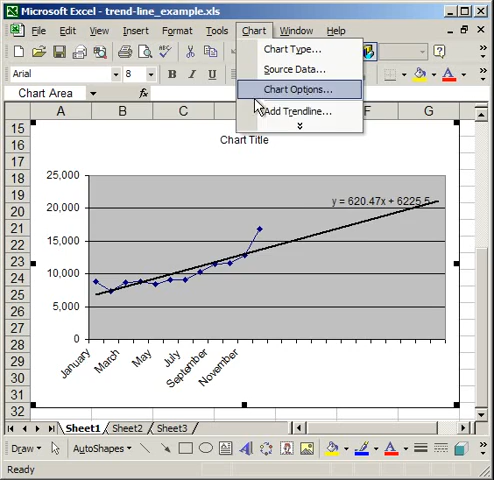 Microsoft Excel - trend-line_example.xls
File Edit View Insert Format Tools Chart Window Help
Arial 8 B I U
Chart Area fx
Chart Type...
Source Data...
Chart Options...
Add Trendline...
A B C F G
15
16
17
18
19
20
21
22
23
24
25
26
27
28
29
30
31
32
Chart Title
25,000
20,000
15,000
10,000
5,000
0
y = 620.47x + 6225.5
January March May July September November
Sheet1 Sheet2 Sheet3
Draw AutoShapes
Ready